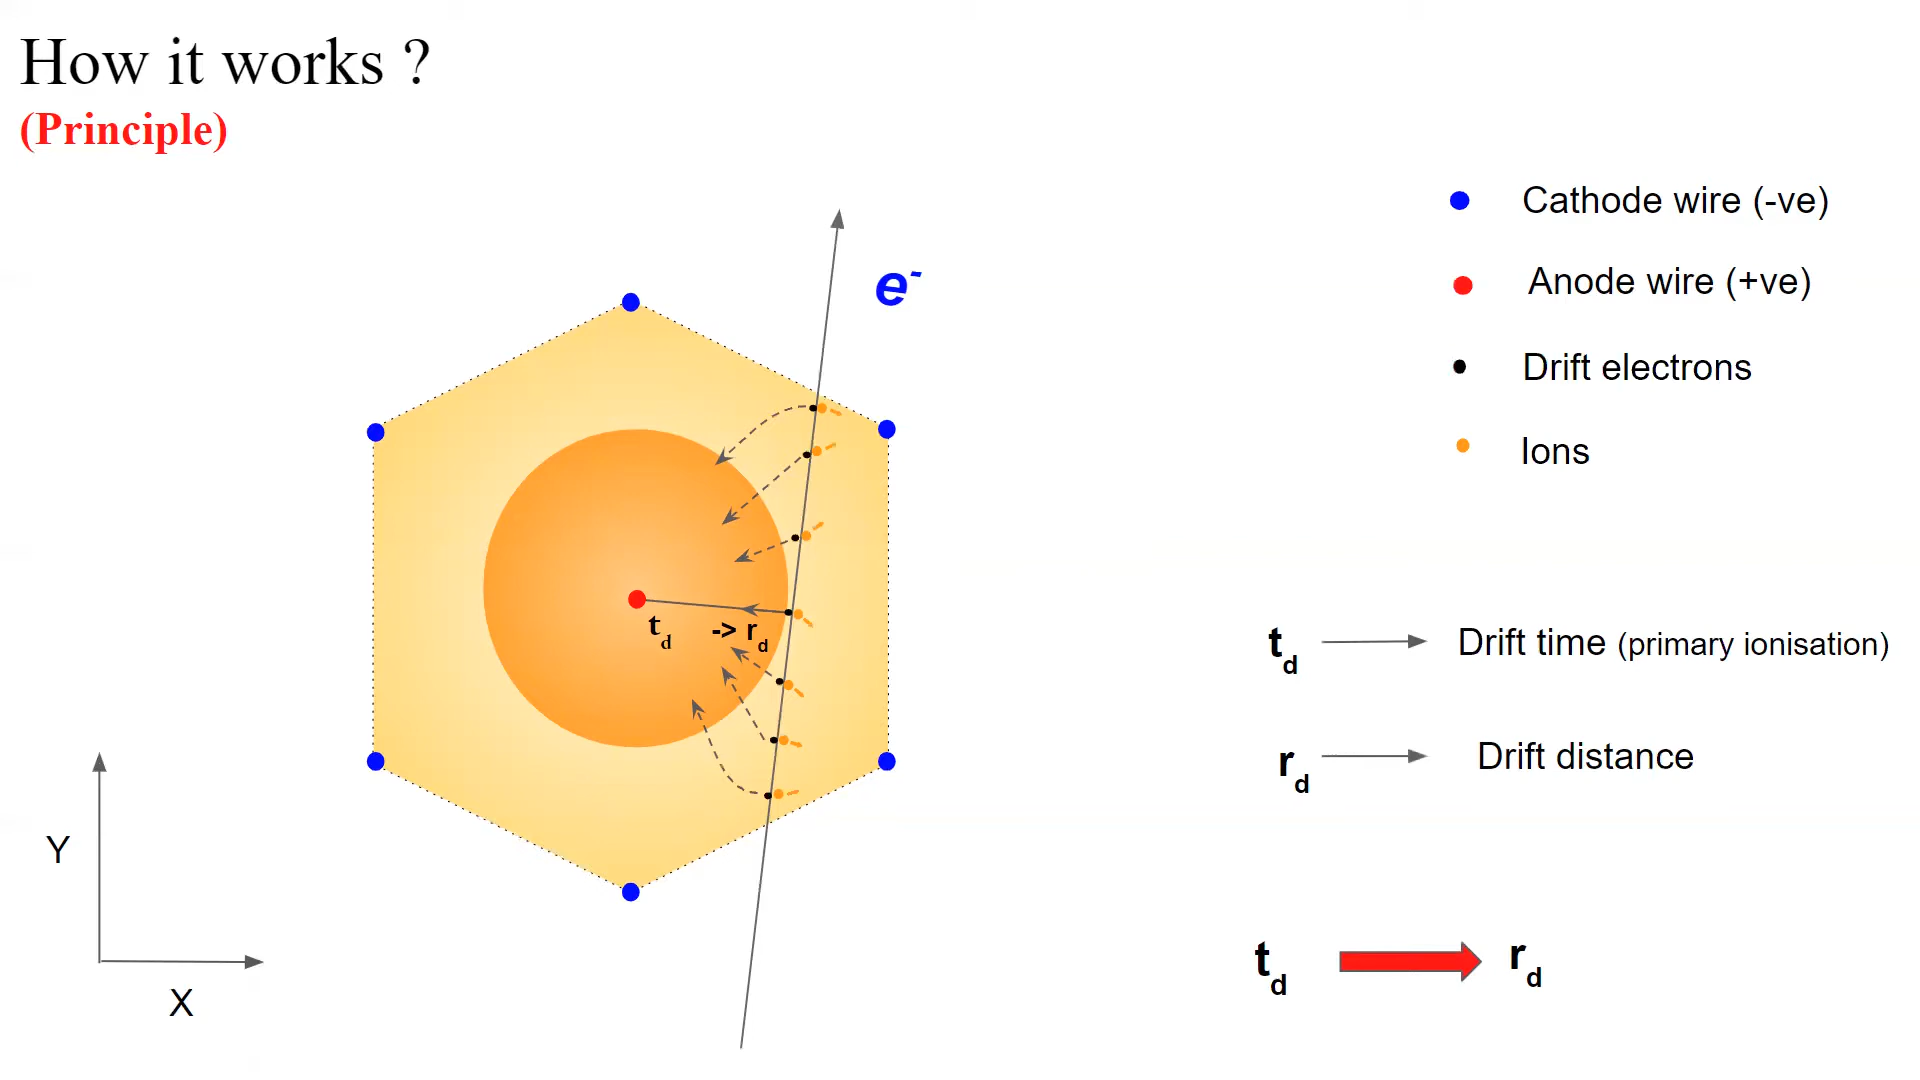 How it works ?
(Principle)
Cathode wire (-ve)
e-
Anode wire (+ve)
Drift electrons
Ions
td -> rd
td Drift time (primary ionisation)
rd Drift distance
Y
X
td rd